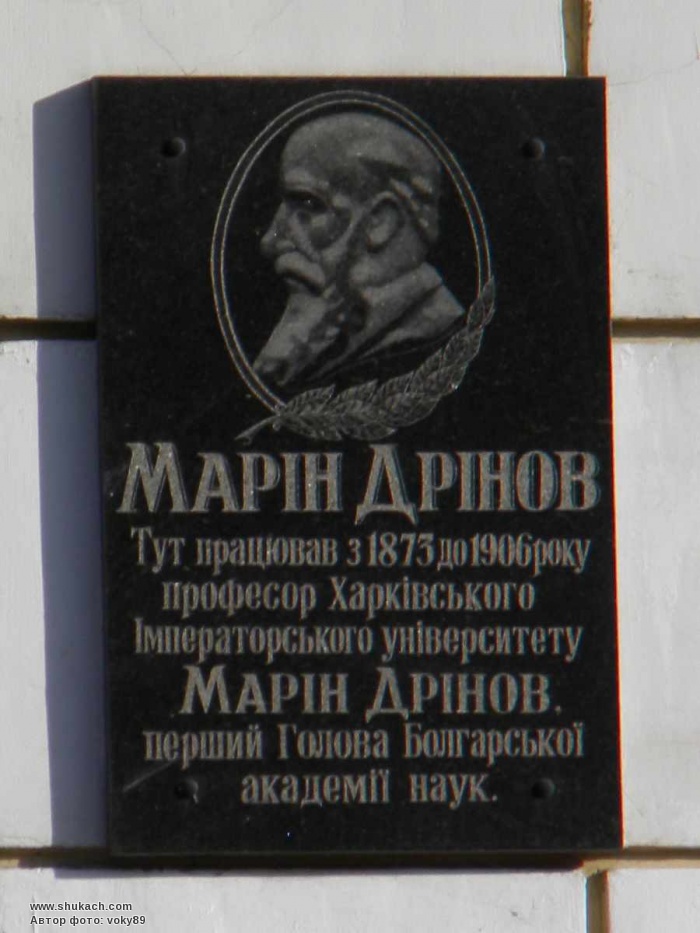 МАРІН ДРІНОВ
Тут працював з 1873 до 1906 року
професор Харківського
Імператорського університету
МАРІН ДРІНОВ,
перший Голова Болгарської
академії наук.
www.shukach.com
Автор фото: voky89